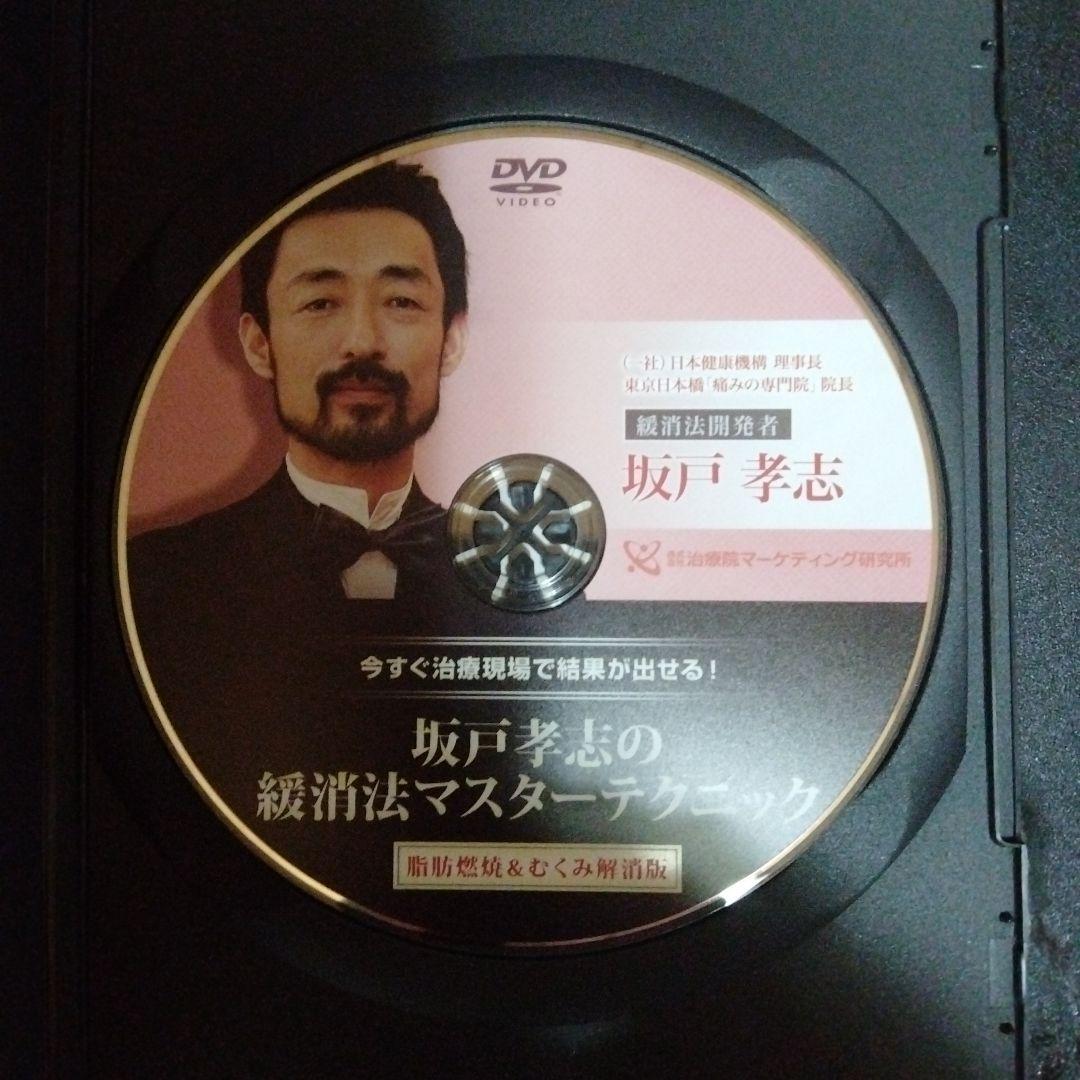 DVD
VIDEO
(一社)日本健康機構 理事長
東京日本橋「痛みの専門院」院長
緩消法開発者
坂戸 孝志
株式会社治療院マーケティング研究所
今すぐ治療現場で結果が出せる!
坂戸孝志の
緩消法マスターテクニック
脂肪燃焼&むくみ解消版